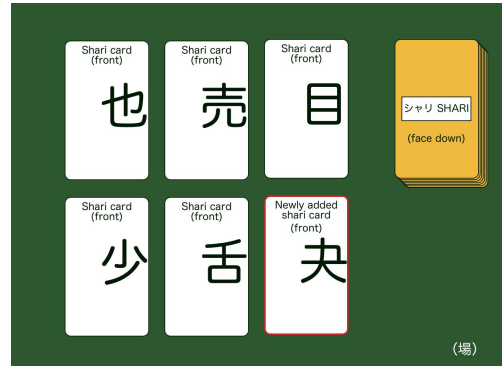 Shari card
(front)
也
Shari card
(front)
売
Shari card
(front)
目
シャリ SHARI
(face down)
Shari card
(front)
少
Shari card
(front)
舌
Newly added
shari card
(front)
夬
(場)